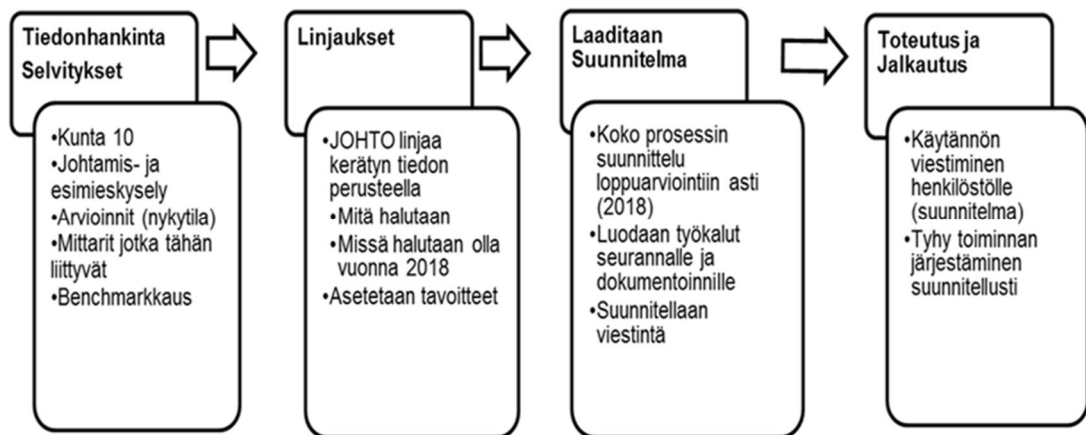 Tiedonhankinta
Selvitykset
•Kunta 10
•Johtamis- ja
esimieskysely
•Arvioinnit (nykytila)
•Mittarit jotka tähän
liittyvät
•Benchmarkkaus
Linjaukset
•JOHTO linjaa
kerätyn tiedon
perusteella
•Mitä halutaan
•Missä halutaan olla
vuonna 2018
•Asetetaan tavoitteet
Laaditaan
Suunnitelma
•Koko prosessin
suunnittelu
loppuarviointiin asti
(2018)
•Luodaan työkalut
seurannalle ja
dokumentoinnille
•Suunnitellaan
viestintä
Toteutus ja
Jalkautus
•Käytännön
viestiminen
henkilöstölle
(suunnitelma)
•Tyhy toiminnan
järjestäminen
suunnitellusti